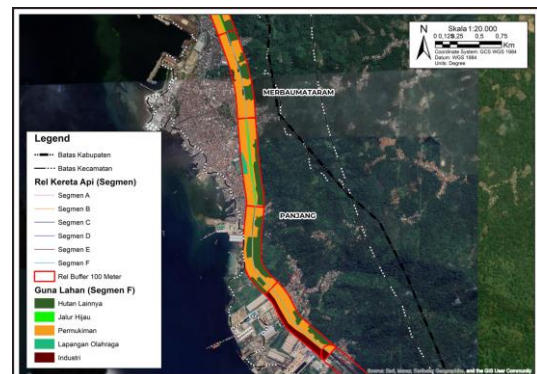 N
Skala 1:20.000
0 0,125 0,25 0,5 0,75
Km
Coordinate System: GCS WGS 1984
Datum: WGS 1984
Units: Degree
MERBAUMATARAM
PANJANG
Legend
Batas Kabupaten
Batas Kecamatan
Rel Kereta Api (Segmen)
Segmen A
Segmen B
Segmen C
Segmen D
Segmen E
Segmen F
Rel Buffer 100 Meter
Guna Lahan (Segmen F)
Hutan Lainnya
Jalur Hijau
Permukiman
Lapangan Olahraga
Industri
Source: Esri, Maxar, Earthstar Geographics, and the GIS User Community